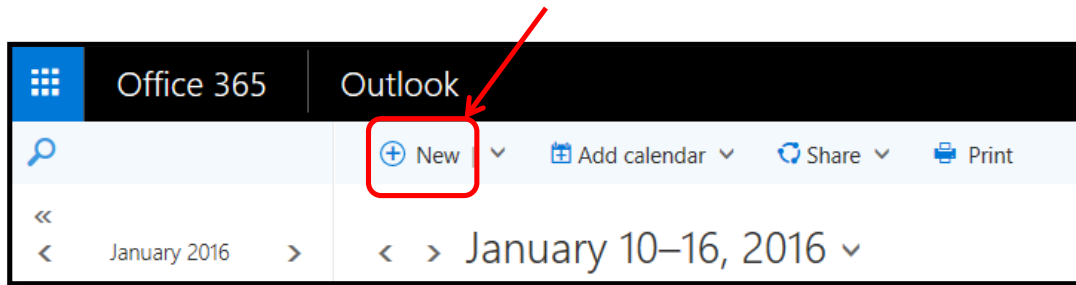 Office 365 Outlook
New Add calendar Share Print
January 2016
January 10–16, 2016